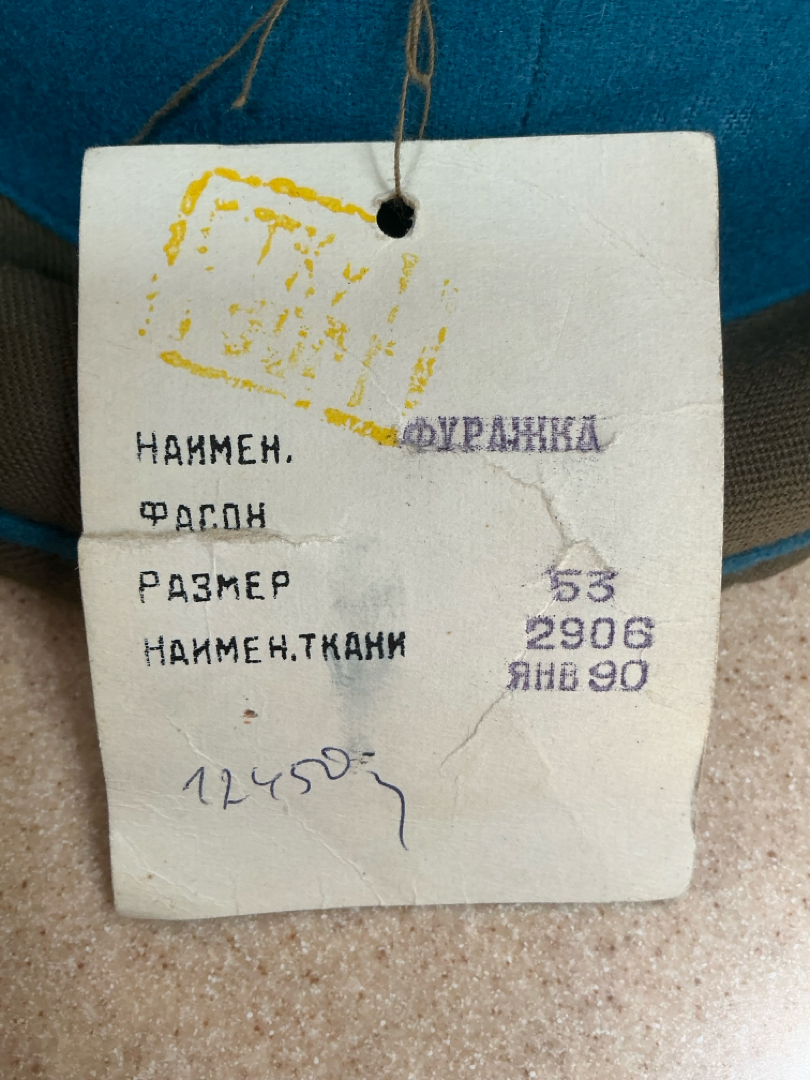 НАИМЕН. ФУРАЖКА
ФАСОН
РАЗМЕР 53
НАИМЕН.ТКАНИ 2906
ЯНВ 90
12450=